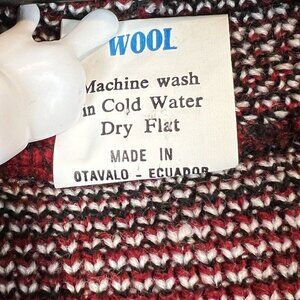 WOOL
Machine wash
in Cold Water
Dry Flat
MADE IN
OTAVALO - ECUADOR